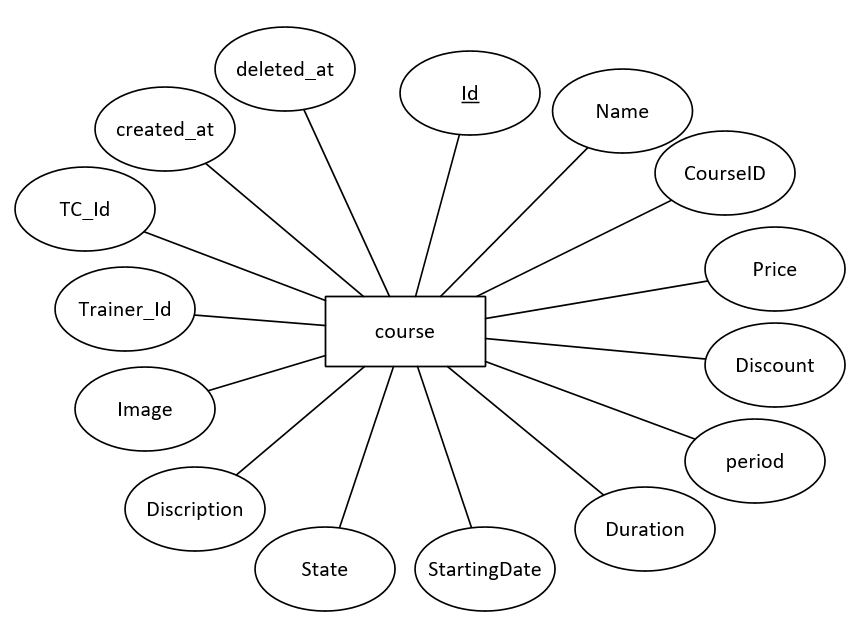 deleted_at
Id
Name
created_at
CourseID
TC_Id
Price
Trainer_Id
course
Discount
Image
period
Discription
Duration
State
StartingDate